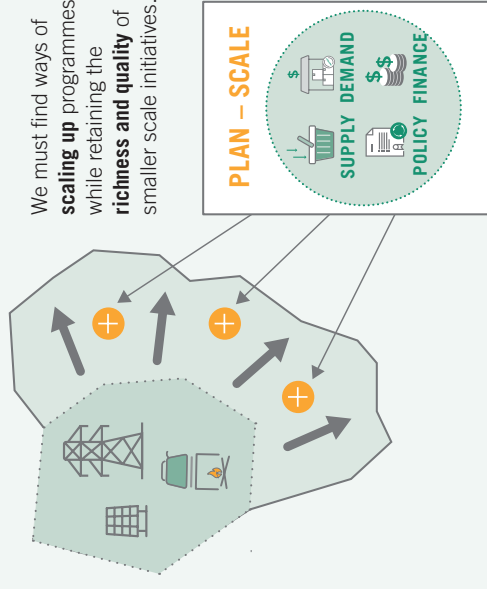 We must find ways of
scaling up programmes
while retaining the
richness and quality of
smaller scale initiatives.
PLAN – SCALE
$
SUPPLY DEMAND
$ $
POLICY FINANCE